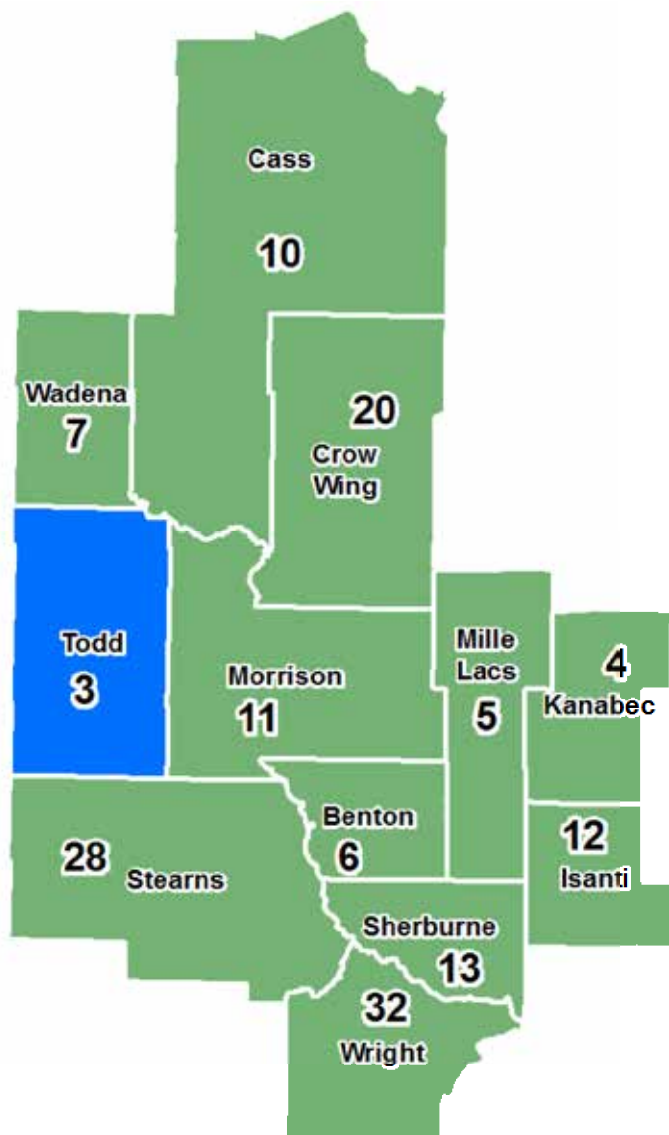 Cass
10
Wadena
7
20
Crow
Wing
Todd
3
Morrison
11
Mille
Lacs
5
4
Kanabec
Benton
6
12
Isanti
28
Stearns
Sherburne
13
32
Wright